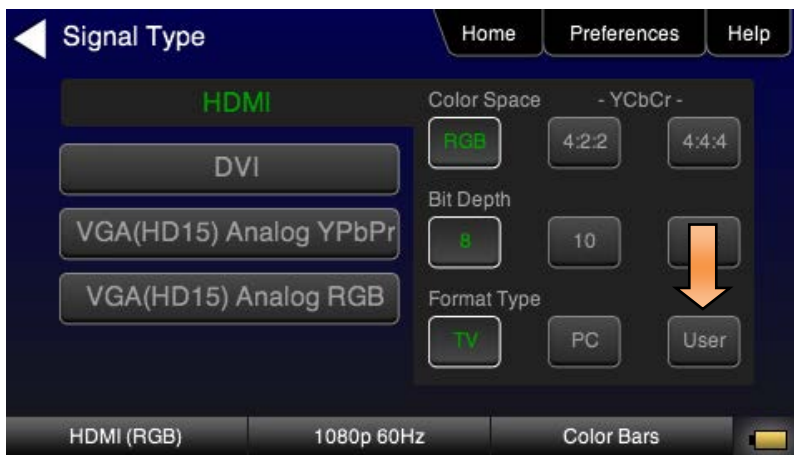 Signal Type
Home
Preferences
Help
HDMI
DVI
VGA(HD15) Analog YPbPr
VGA(HD15) Analog RGB
Color Space
- YCbCr -
RGB
4:2:2
4:4:4
Bit Depth
8
10
Format Type
TV
PC
User
HDMI (RGB)
1080p 60Hz
Color Bars